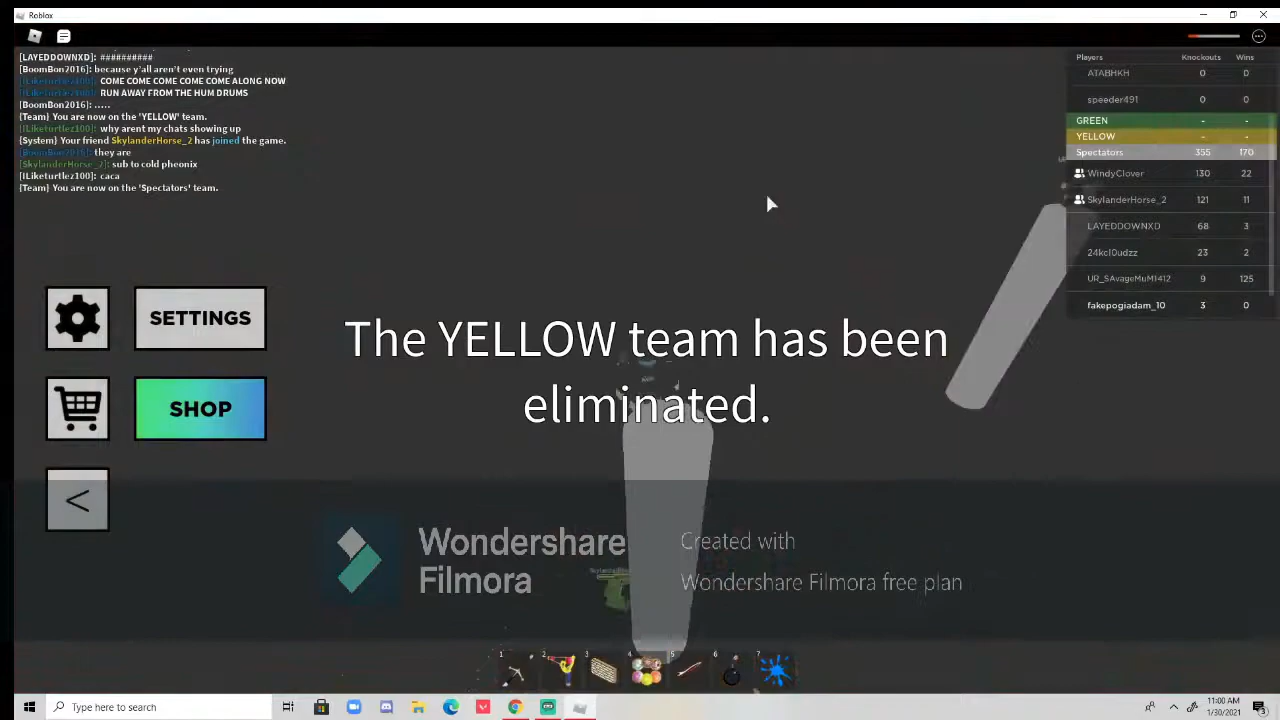 Roblox
[LAYEDDOWNXD]: ##########
[BoomBon2016]: because y'all aren't even trying
[ILiketurtlez100]: COME COME COME COME ALONG NOW
[ILiketurtlez100]: RUN AWAY FROM THE HUM DRUMS
[BoomBon2016]: .....
{Team} You are now on the 'YELLOW' team.
[ILiketurtlez100]: why arent my chats showing up
{System} Your friend SkylanderHorse_2 has joined the game.
[BoomBon2016]: they are
[SkylanderHorse_2]: sub to cold pheonix
[ILiketurtlez100]: caca
{Team} You are now on the 'Spectators' team.
Players Knockouts Wins
ATABHKH 0 0
speeder491 0 0
GREEN - -
YELLOW - -
Spectators 355 170
WindyClover 130 22
SkylanderHorse_2 121 11
LAYEDDOWNXD 68 3
24kcl0udzz 23 2
UR_SAvageMuM1412 9 125
fakepogiadam_10 3 0
SETTINGS
SHOP
<
The YELLOW team has been
eliminated.
Wondershare
Filmora
Created with
Wondershare Filmora free plan
1 2 3 4 5 6 7
Type here to search
11:00 AM
1/30/2021
3